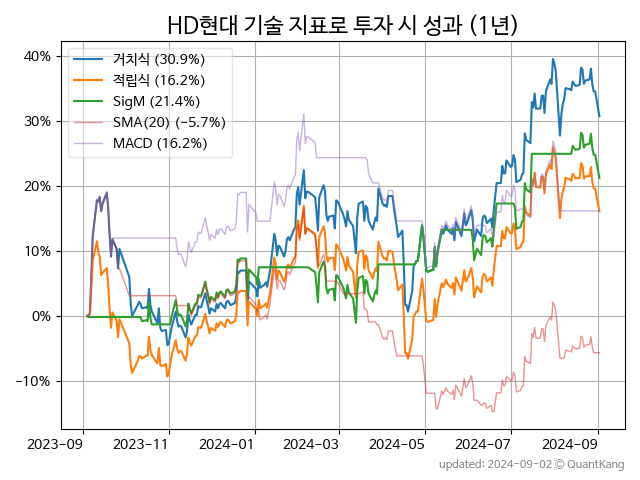 HD현대 기술 지표로 투자 시 성과 (1년)
거치식 (30.9%)
적립식 (16.2%)
SigM (21.4%)
SMA(20) (−5.7%)
MACD (16.2%)
40%
30%
20%
10%
0%
−10%
2023-09 2023-11 2024-01 2024-03 2024-05 2024-07 2024-09
updated: 2024-09-02 © QuantKang